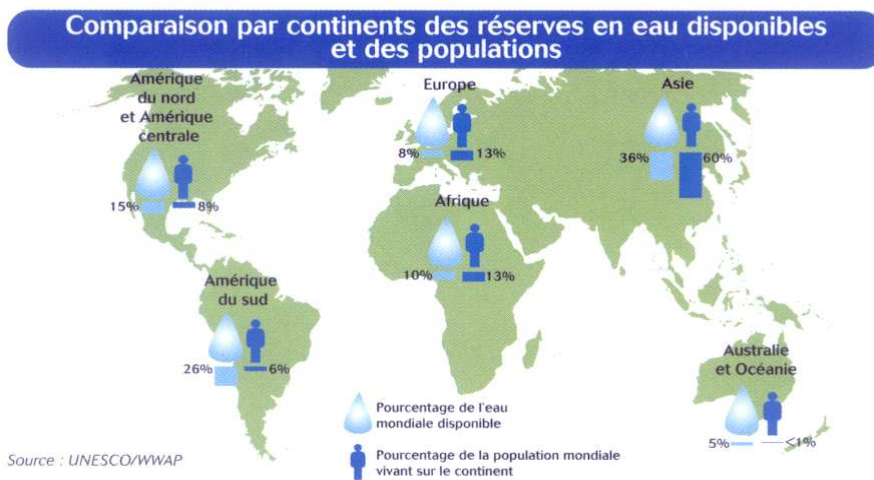 Comparaison par continents des réserves en eau disponibles
et des populations
Amérique
du nord
et Amérique
centrale
15%
8%
Europe
8%
13%
Asie
36%
60%
Afrique
10%
13%
Amérique
du sud
26%
6%
Australie
et Océanie
5%
<1%
Pourcentage de l'eau
mondiale disponible
Pourcentage de la population mondiale
vivant sur le continent
Source : UNESCO/WWAP